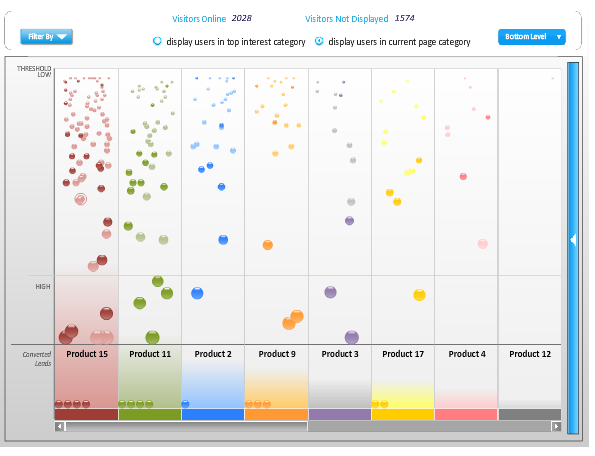 Visitors Online 2028 Visitors Not Displayed 1574
Filter By
display users in top interest category display users in current page category
Bottom Level
THRESHOLD
LOW
HIGH
Converted Leads
Product 15 Product 11 Product 2 Product 9 Product 3 Product 17 Product 4 Product 12